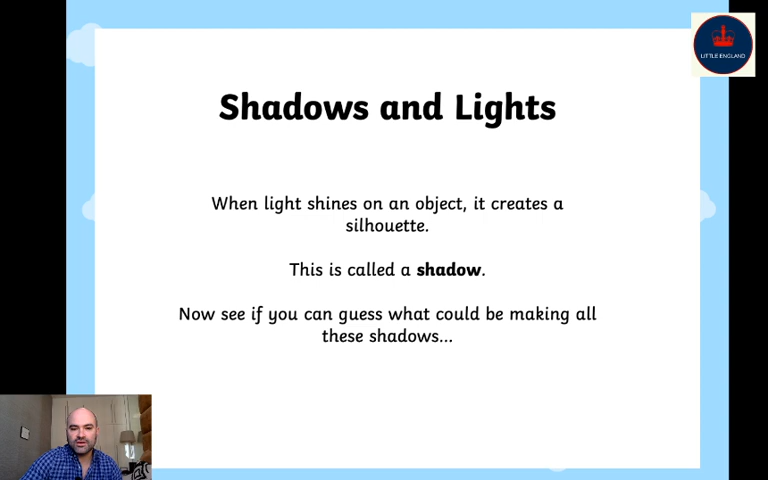 LITTLE ENGLAND
Shadows and Lights
When light shines on an object, it creates a
silhouette.
This is called a shadow.
Now see if you can guess what could be making all
these shadows...